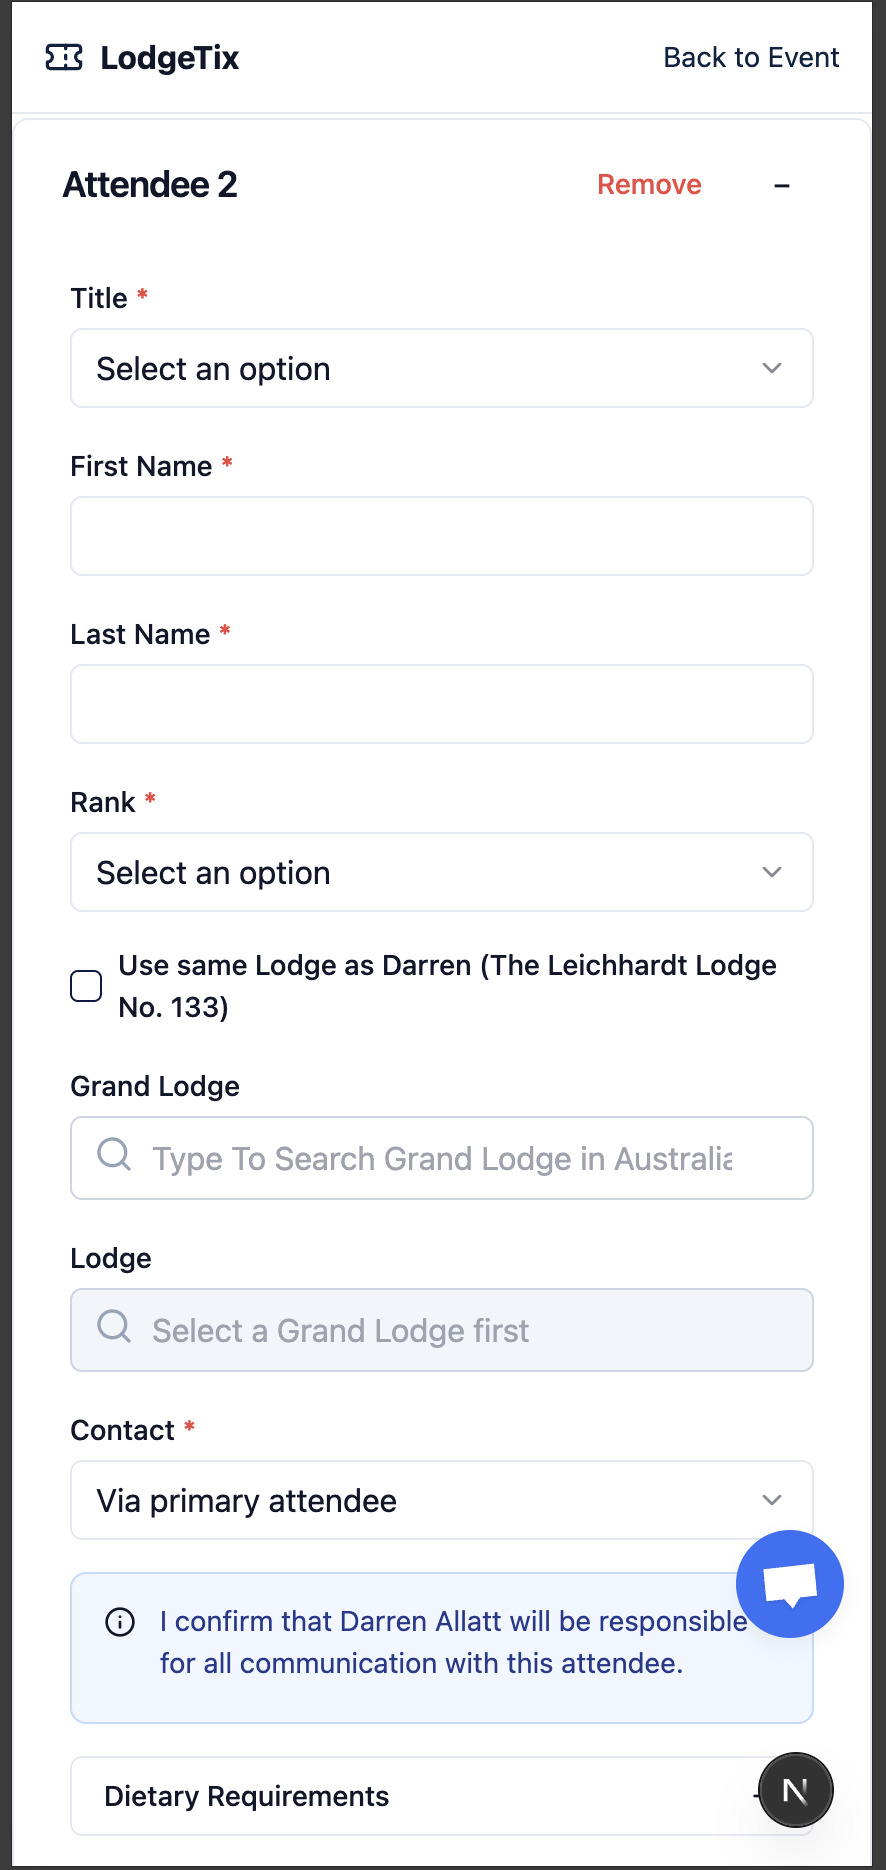 LodgeTix
Back to Event
Attendee 2
Remove
Title *
Select an option
First Name *
Last Name *
Rank *
Select an option
Use same Lodge as Darren (The Leichhardt Lodge
No. 133)
Grand Lodge
Type To Search Grand Lodge in Australia
Lodge
Select a Grand Lodge first
Contact *
Via primary attendee
I confirm that Darren Allatt will be responsible
for all communication with this attendee.
Dietary Requirements
N